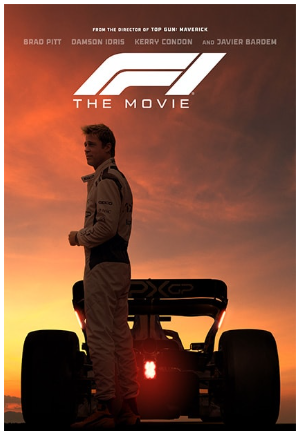 FROM THE DIRECTOR OF TOP GUN: MAVERICK
BRAD PITT DAMSON IDRIS KERRY CONDON AND JAVIER BARDEM
F1
THE MOVIE
APXGP